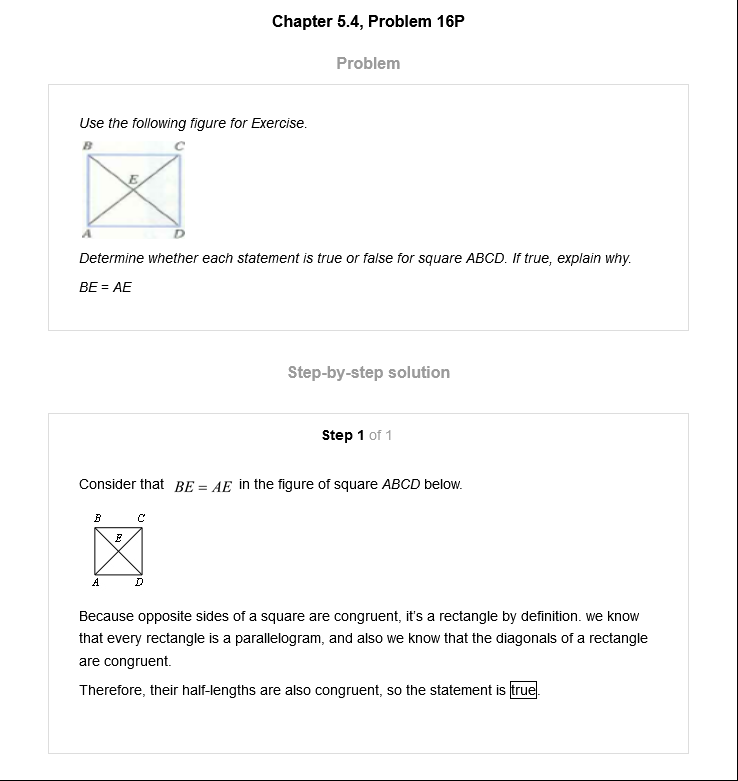 Chapter 5.4, Problem 16P
Problem
Use the following figure for Exercise.
B C
E
A D
Determine whether each statement is true or false for square ABCD. If true, explain why.
BE = AE
Step-by-step solution
Step 1 of 1
Consider that BE = AE in the figure of square ABCD below.
B C
E
A D
Because opposite sides of a square are congruent, it's a rectangle by definition. we know
that every rectangle is a parallelogram, and also we know that the diagonals of a rectangle
are congruent.
Therefore, their half-lengths are also congruent, so the statement is true.